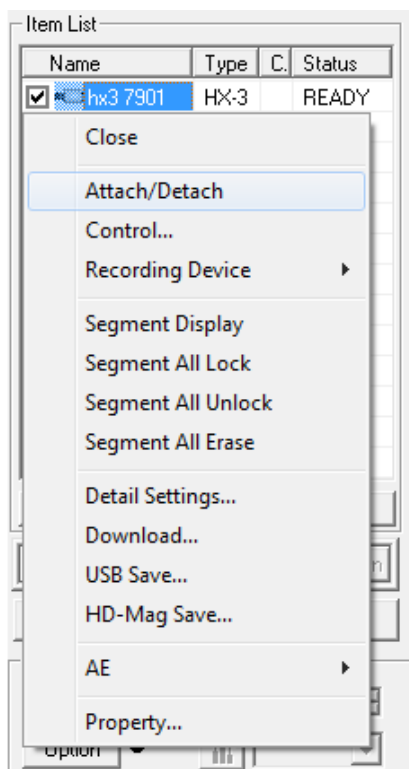 Item List
Name Type C. Status
hx3 7901 HX-3 READY
Close
Attach/Detach
Control...
Recording Device
Segment Display
Segment All Lock
Segment All Unlock
Segment All Erase
Detail Settings...
Download...
USB Save...
HD-Mag Save...
AE
Property...
Option